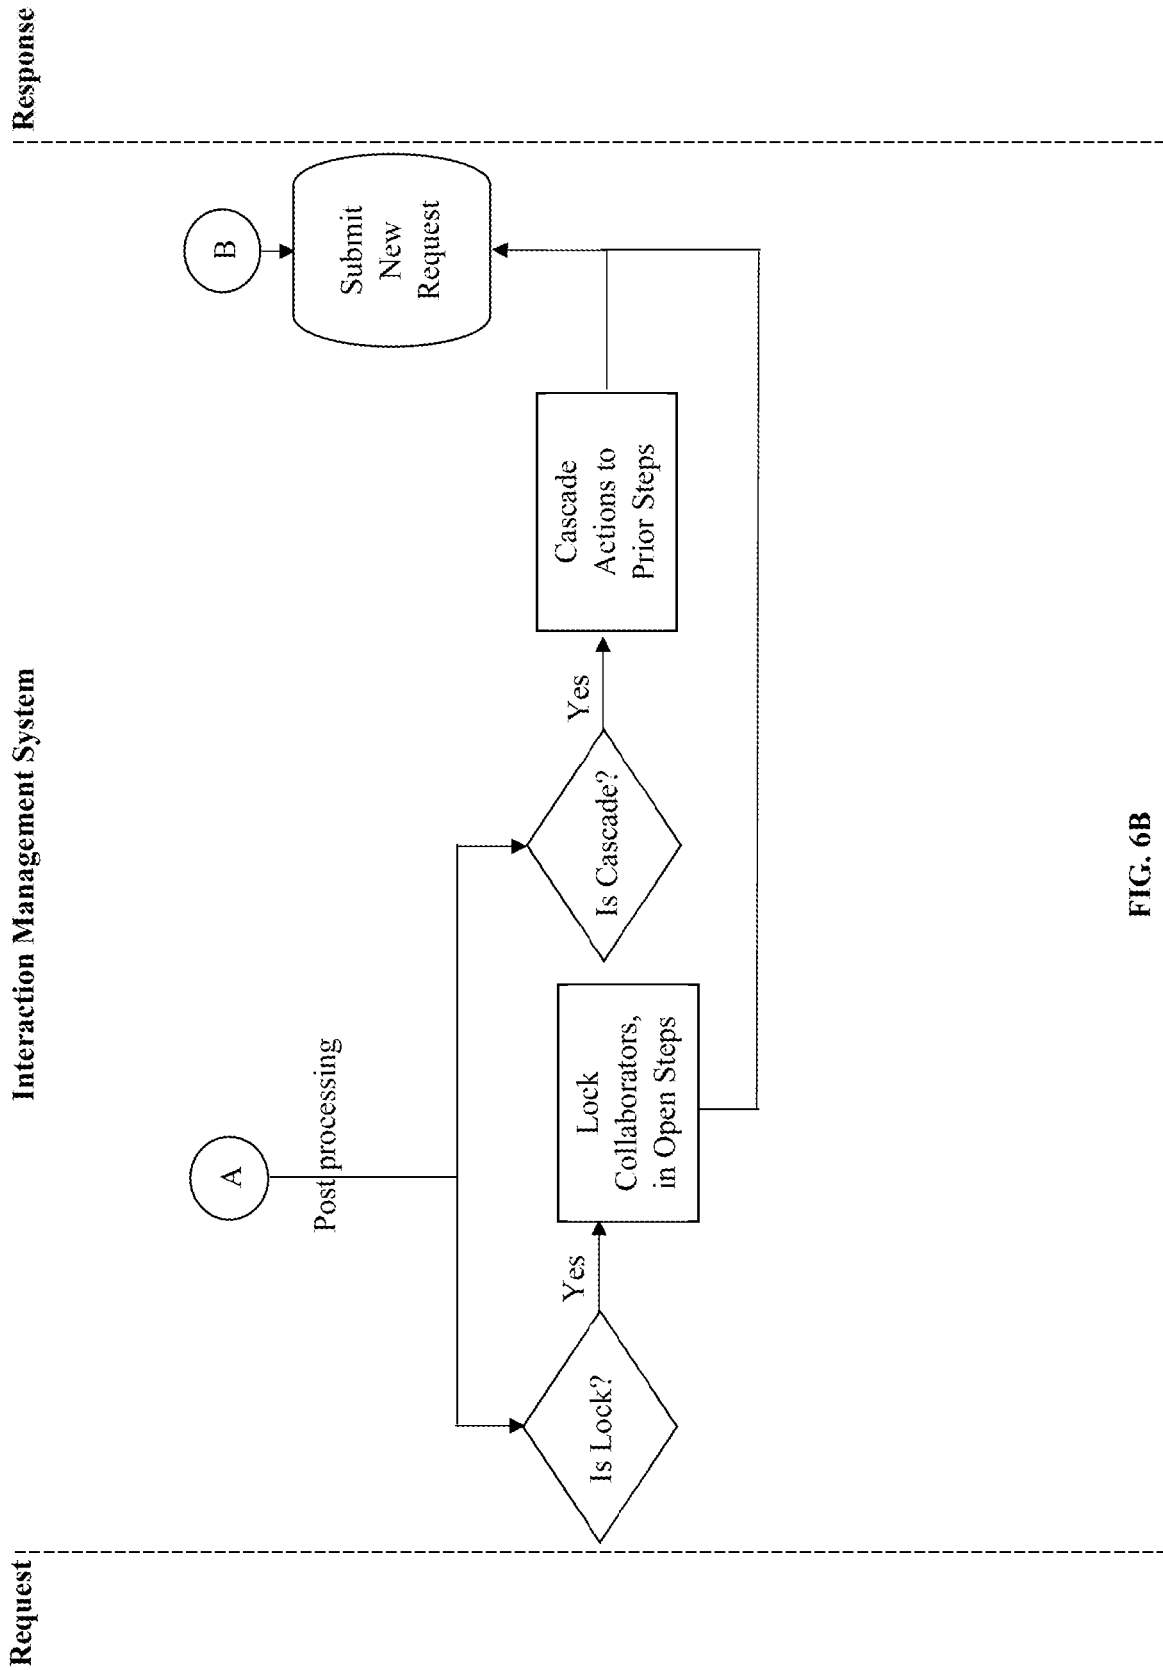 Request
Interaction Management System
Response
A
Post processing
B
Submit
New
Request
Is Lock?
Yes
Lock
Collaborators,
in Open Steps
Is Cascade?
Yes
Cascade
Actions to
Prior Steps
FIG. 6B